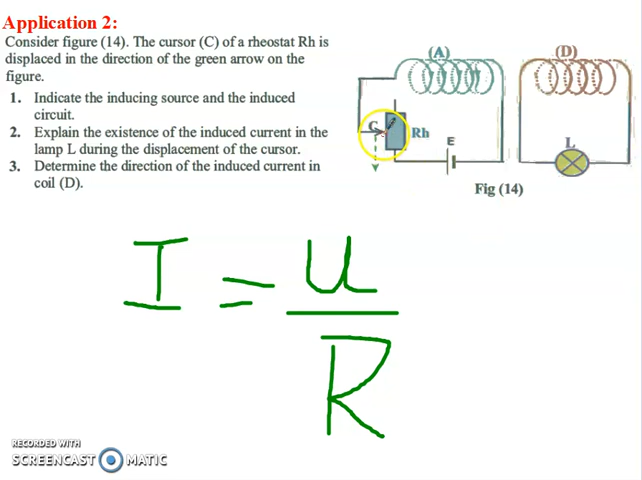 Application 2:
Consider figure (14). The cursor (C) of a rheostat Rh is
displaced in the direction of the green arrow on the
figure.
1. Indicate the inducing source and the induced
circuit.
2. Explain the existence of the induced current in the
lamp L during the displacement of the cursor.
3. Determine the direction of the induced current in
coil (D).
(A)
(D)
C
Rh
E
L
Fig (14)
I = U
R
RECORDED WITH
SCREENCAST MATIC